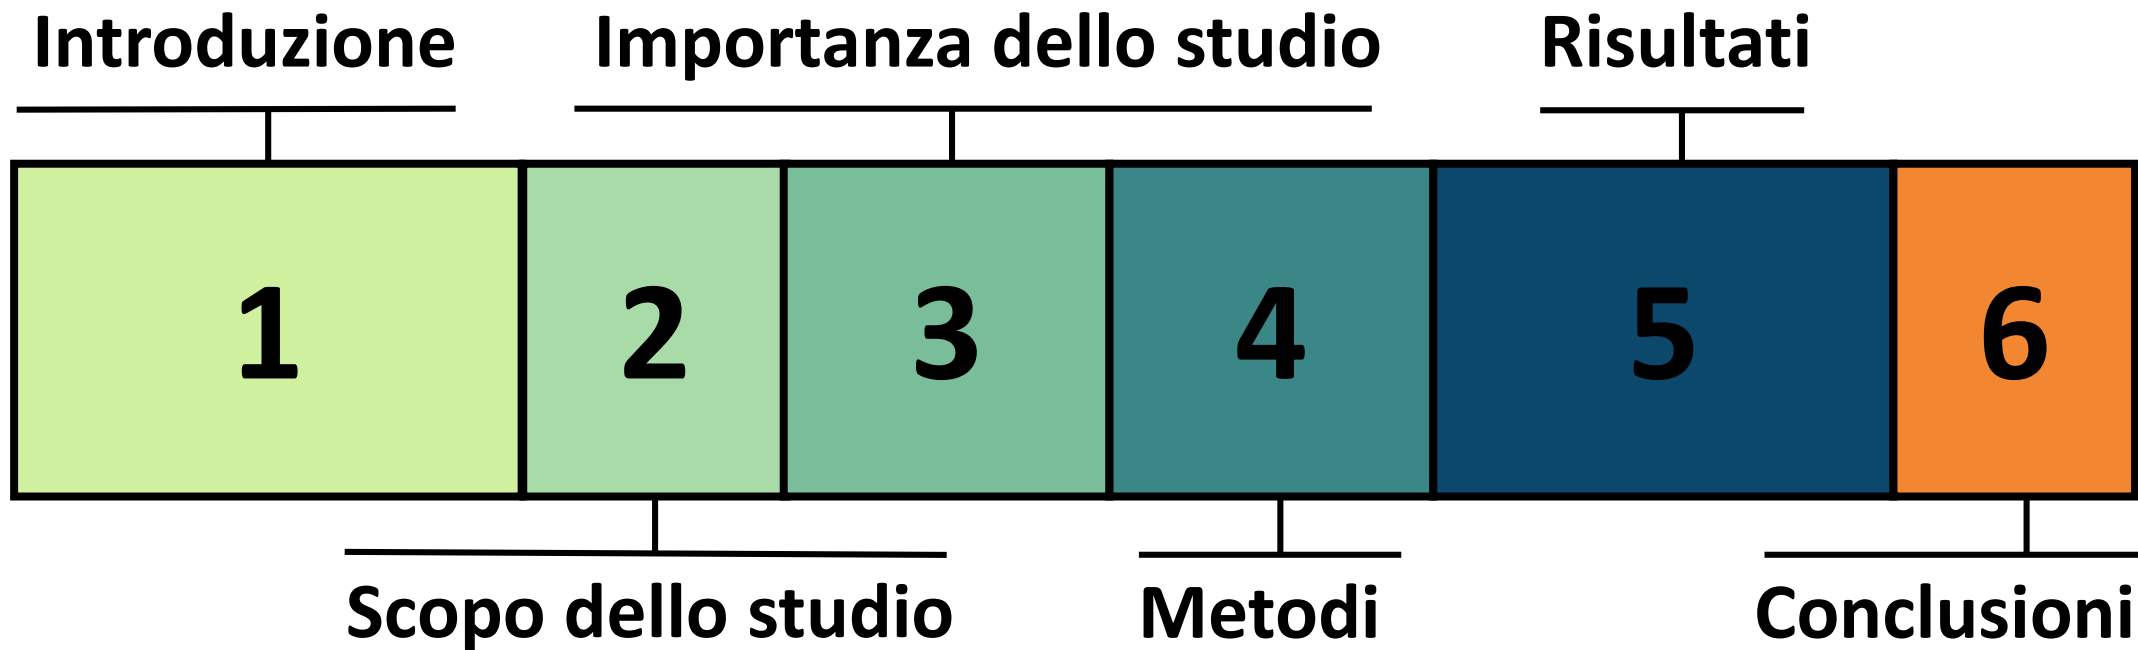 Introduzione
Importanza dello studio
Risultati
1
2
3
4
5
6
Scopo dello studio
Metodi
Conclusioni